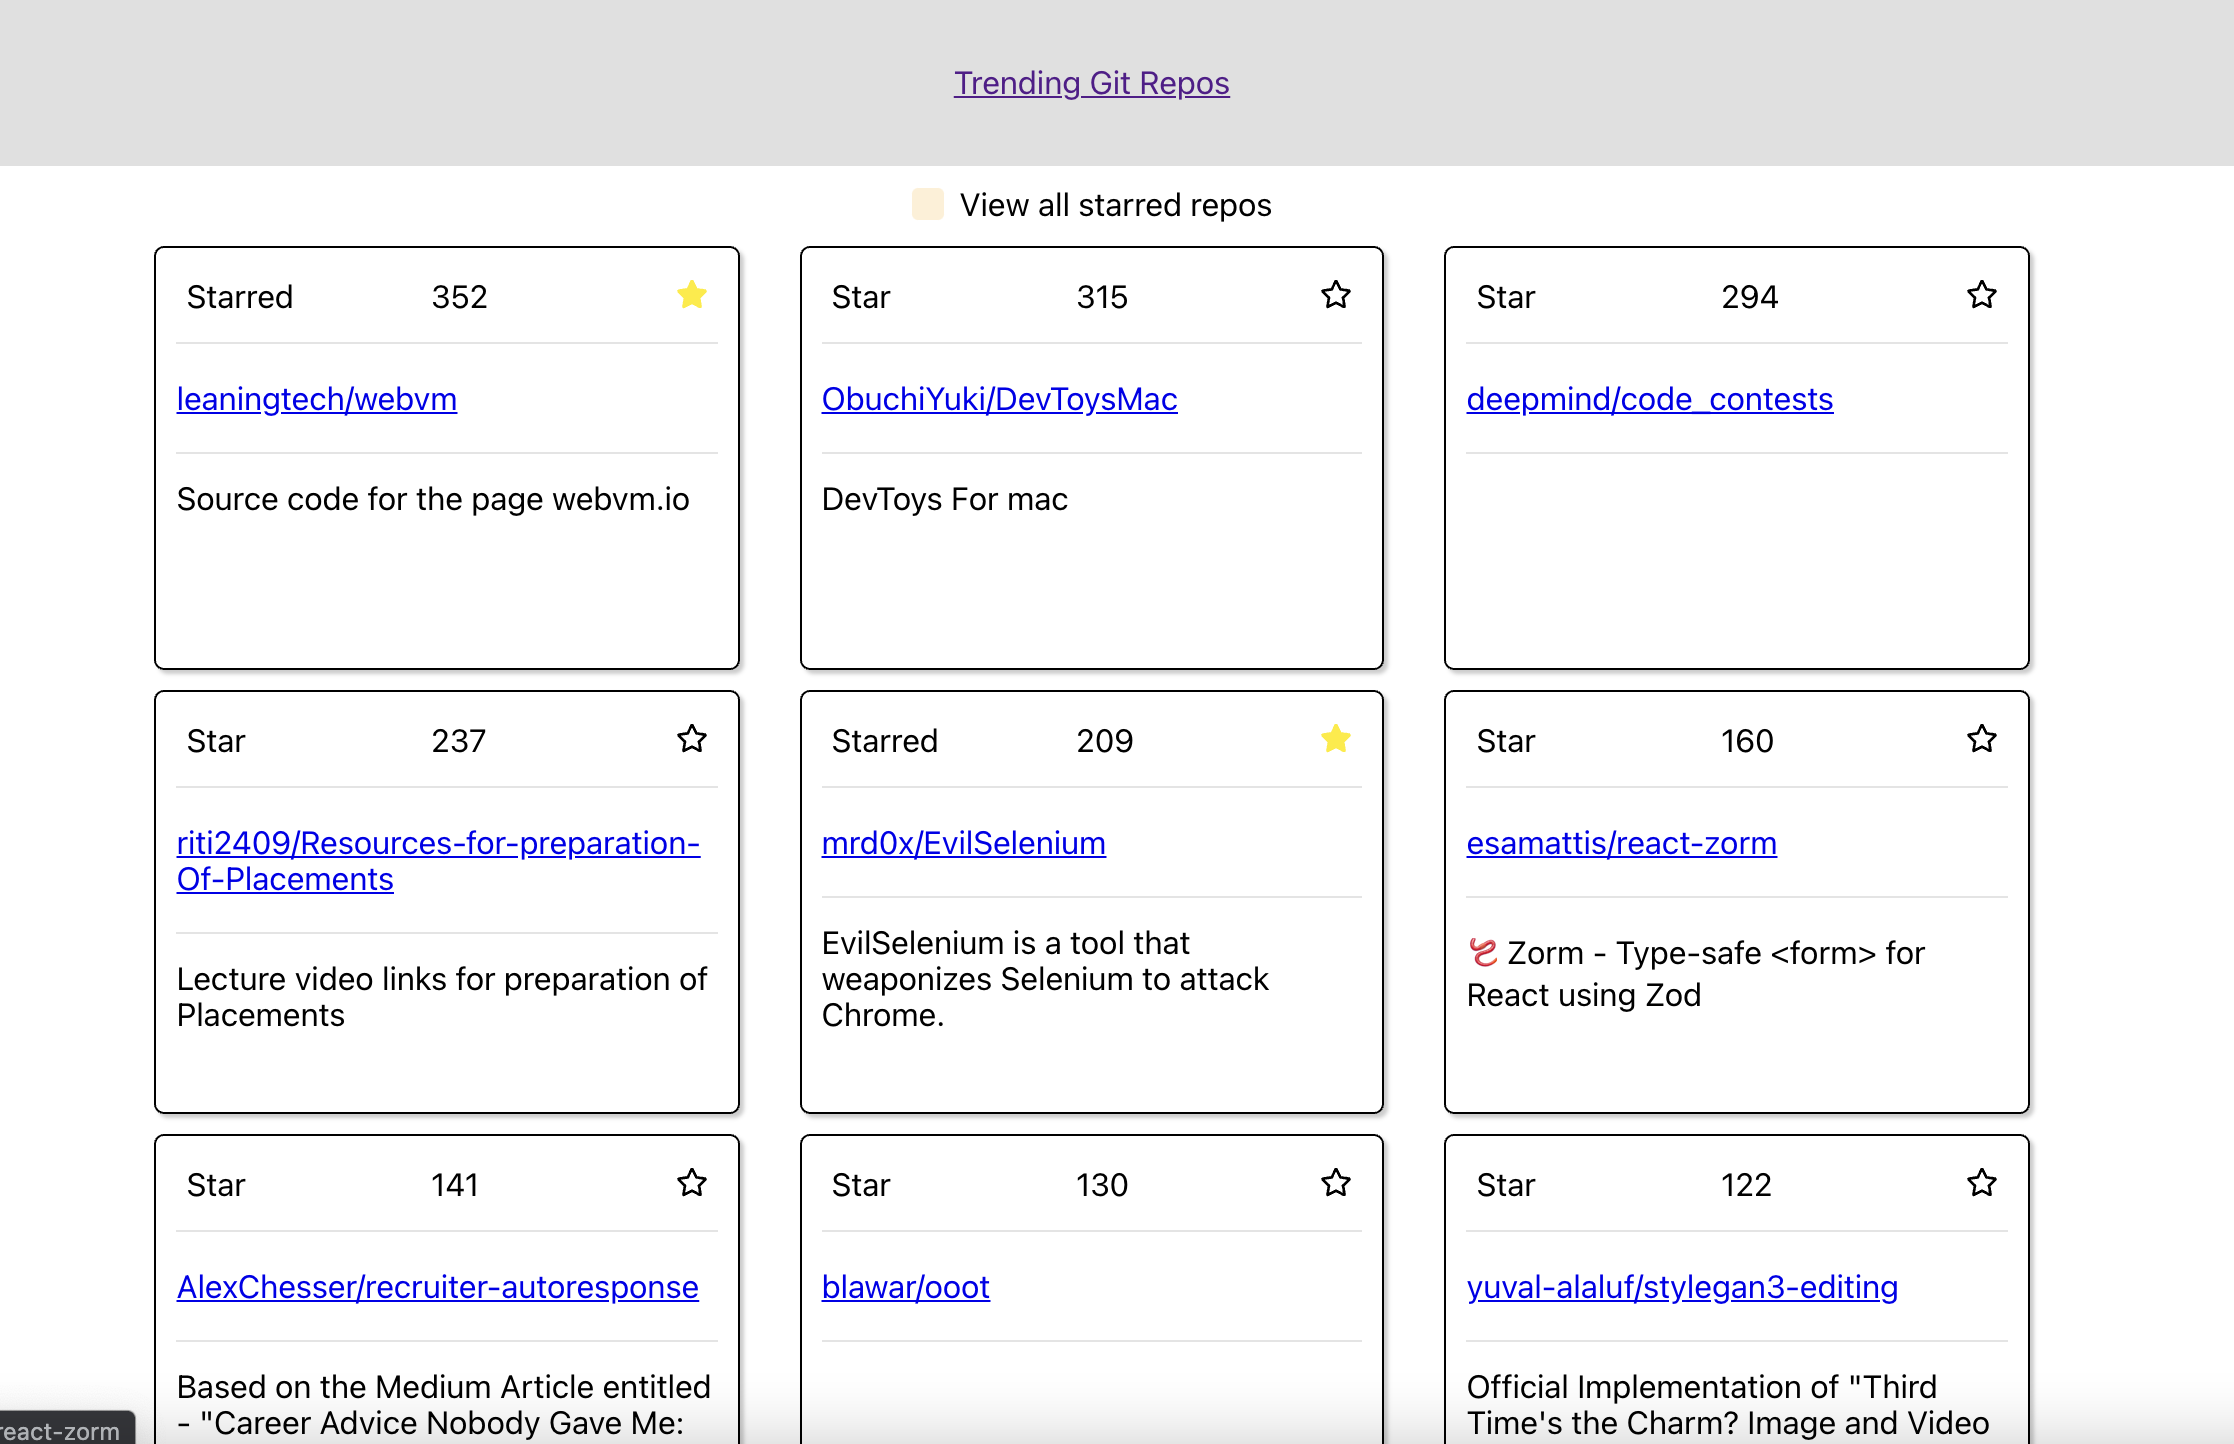 Trending Git Repos
View all starred repos
Starred 352
leaningtech/webvm
Source code for the page webvm.io
Star 315
ObuchiYuki/DevToysMac
DevToys For mac
Star 294
deepmind/code_contests
Star 237
riti2409/Resources-for-preparation-
Of-Placements
Lecture video links for preparation of
Placements
Starred 209
mrd0x/EvilSelenium
EvilSelenium is a tool that
weaponizes Selenium to attack
Chrome.
Star 160
esamattis/react-zorm
Zorm - Type-safe <form> for
React using Zod
Star 141
AlexChesser/recruiter-autoresponse
Based on the Medium Article entitled
- "Career Advice Nobody Gave Me:
Star 130
blawar/ooot
Star 122
yuval-alaluf/stylegan3-editing
Official Implementation of "Third
Time's the Charm? Image and Video
react-zorm